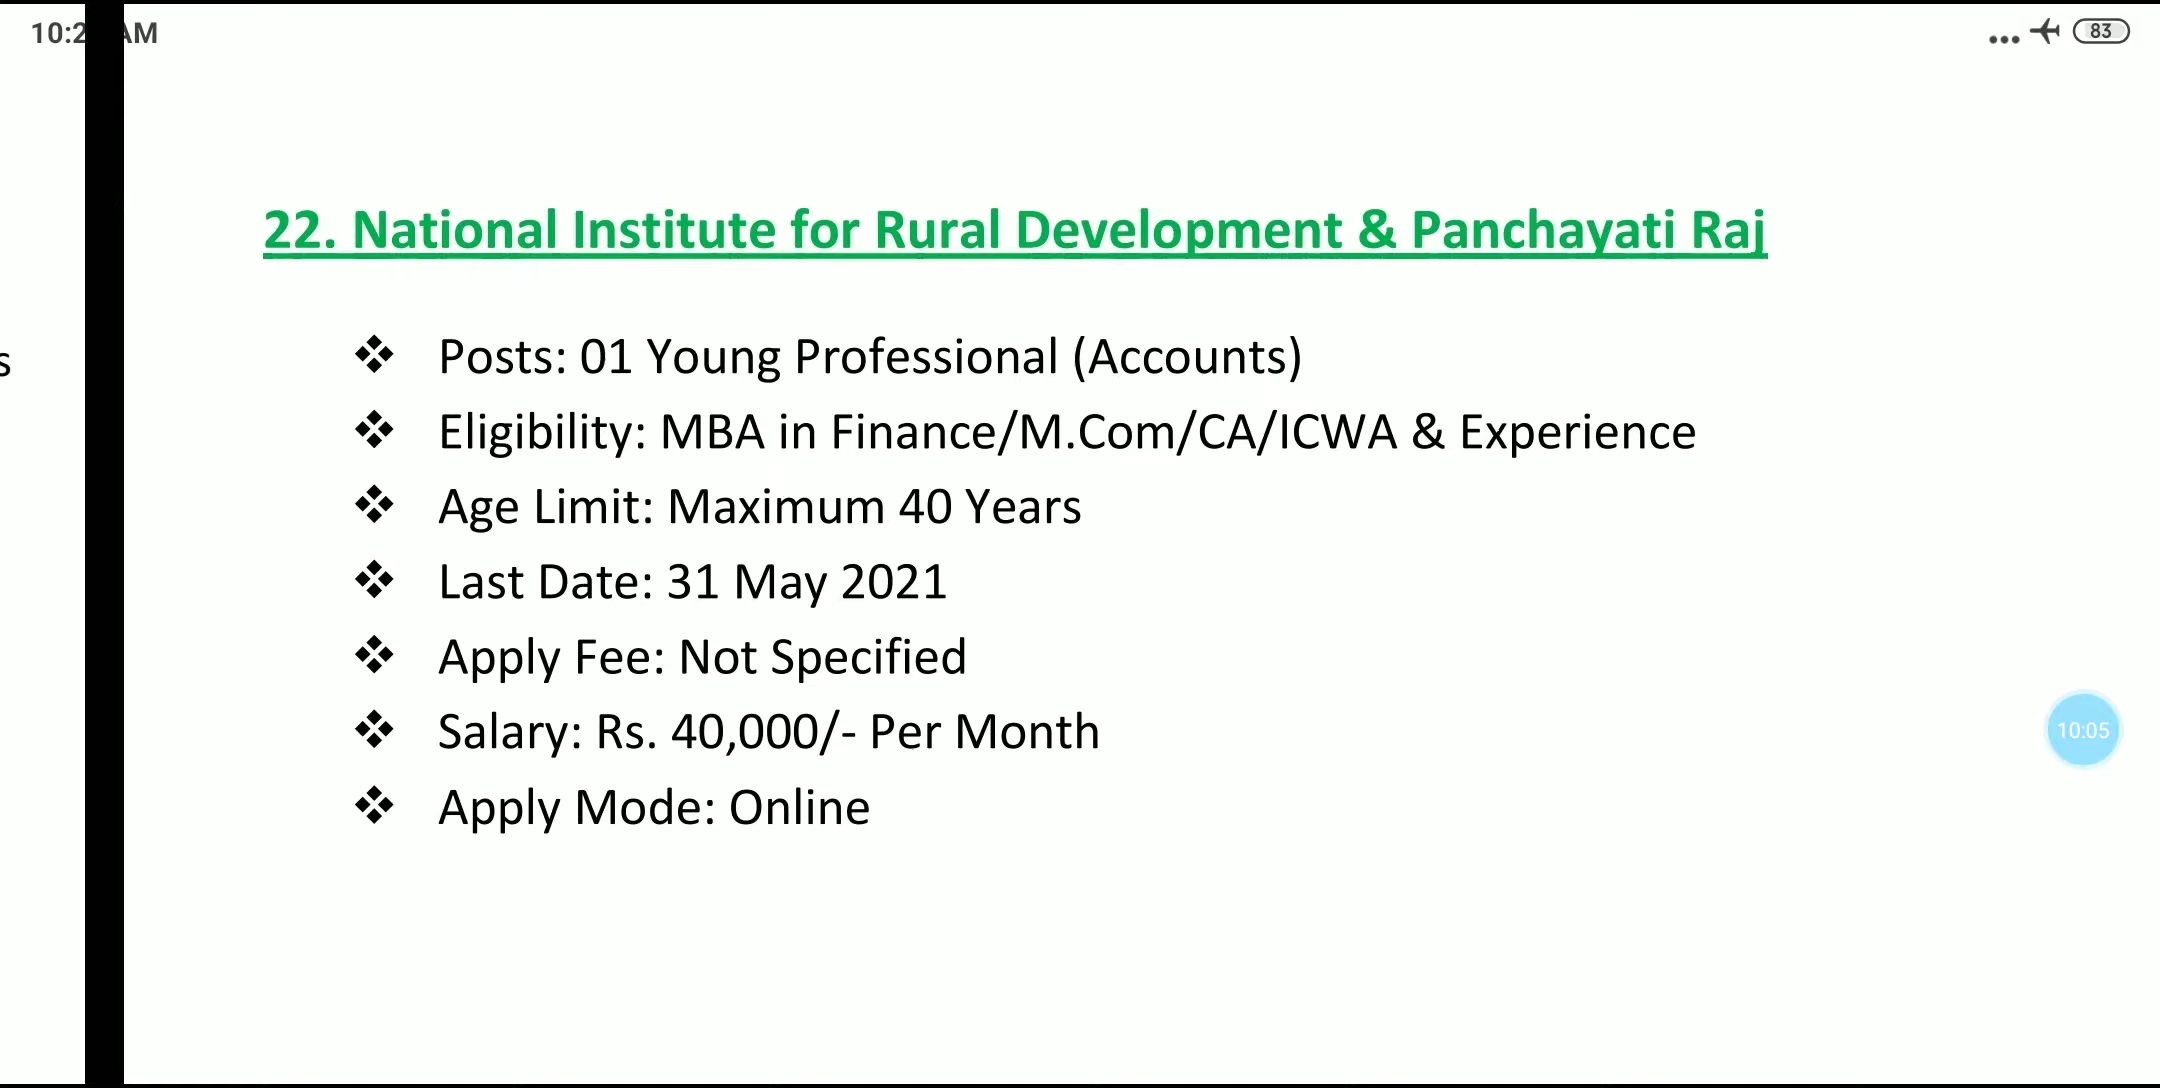 AM
83
22. National Institute for Rural Development & Panchayati Raj
❖ Posts: 01 Young Professional (Accounts)
❖ Eligibility: MBA in Finance/M.Com/CA/ICWA & Experience
s
❖ Age Limit: Maximum 40 Years
❖ Last Date: 31 May 2021
❖ Apply Fee: Not Specified
❖ Salary: Rs. 40,000/- Per Month
10:05
❖ Apply Mode: Online